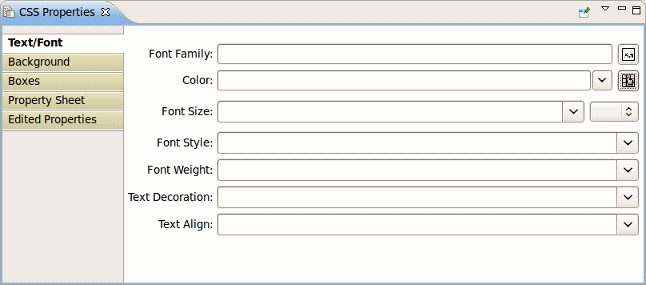 CSS Properties
Text/Font
Background
Boxes
Property Sheet
Edited Properties
Font Family:
Color:
Font Size:
Font Style:
Font Weight:
Text Decoration:
Text Align: